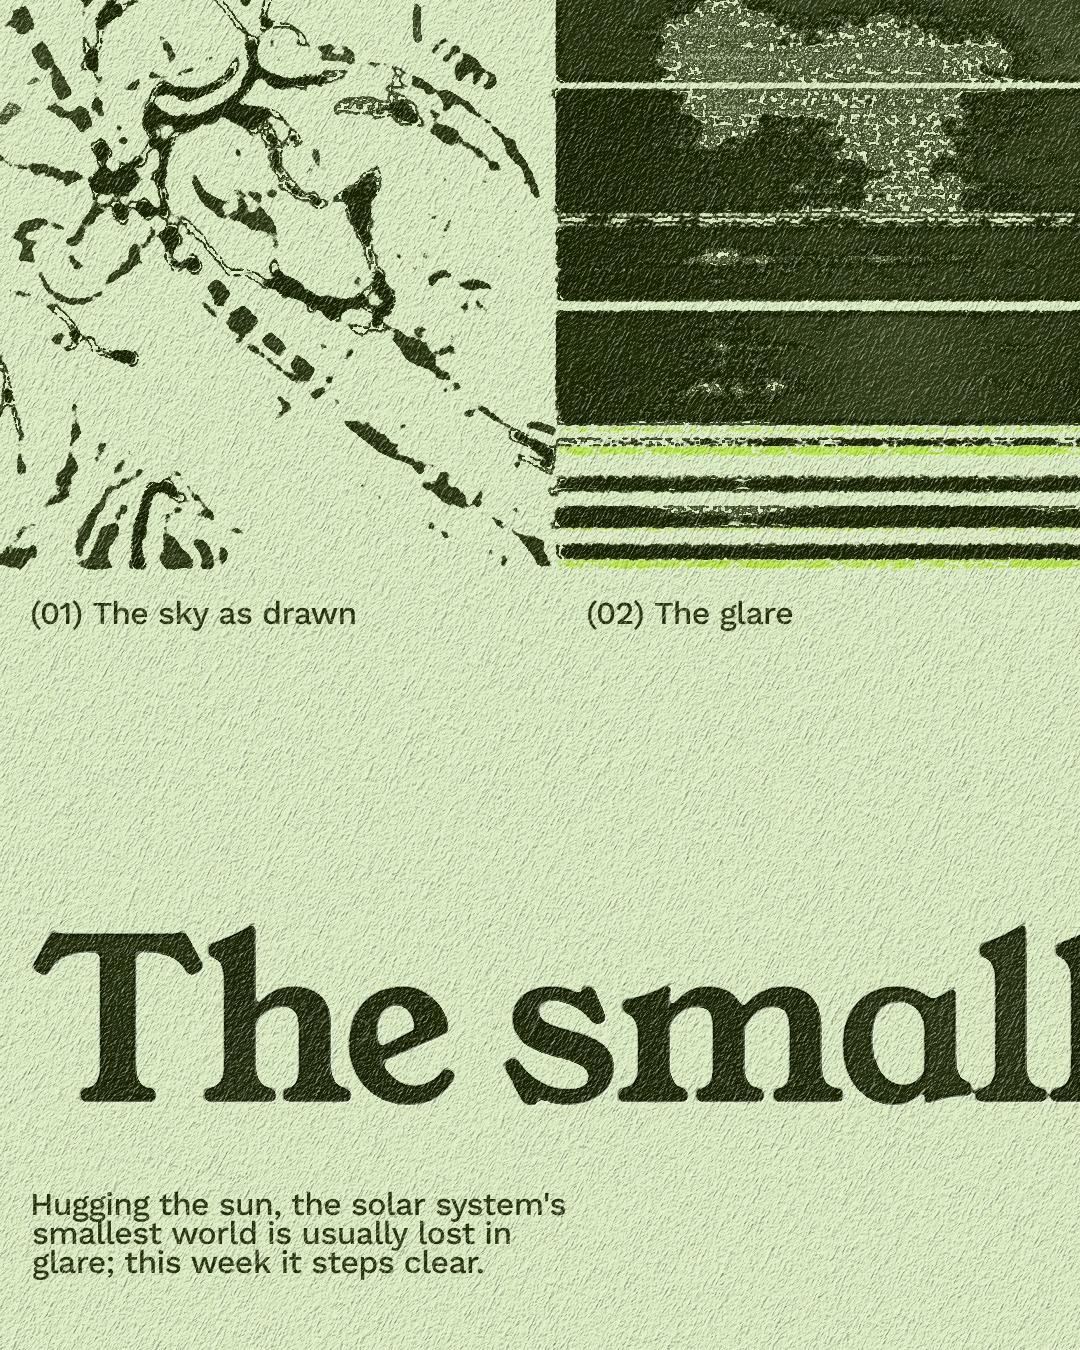 (01) The sky as drawn
(02) The glare
The small
Hugging the sun, the solar system's
smallest world is usually lost in
glare; this week it steps clear.